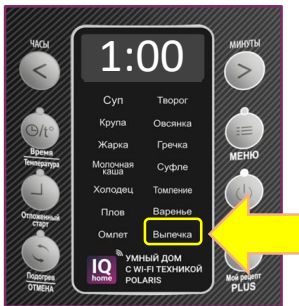 ЧАСЫ
МИНУТЫ
1:00
Суп Творог
Крупа Овсянка
Жарка Гречка
Молочная
каша
Суфле
Холодец Томление
Плов Варенье
Омлет Выпечка
/t°
Время
Температура
Отложенный
старт
Подогрев
ОТМЕНА
МЕНЮ
Мой рецепт
PLUS
IQ
home
УМНЫЙ ДОМ
С WI-FI ТЕХНИКОЙ
POLARIS